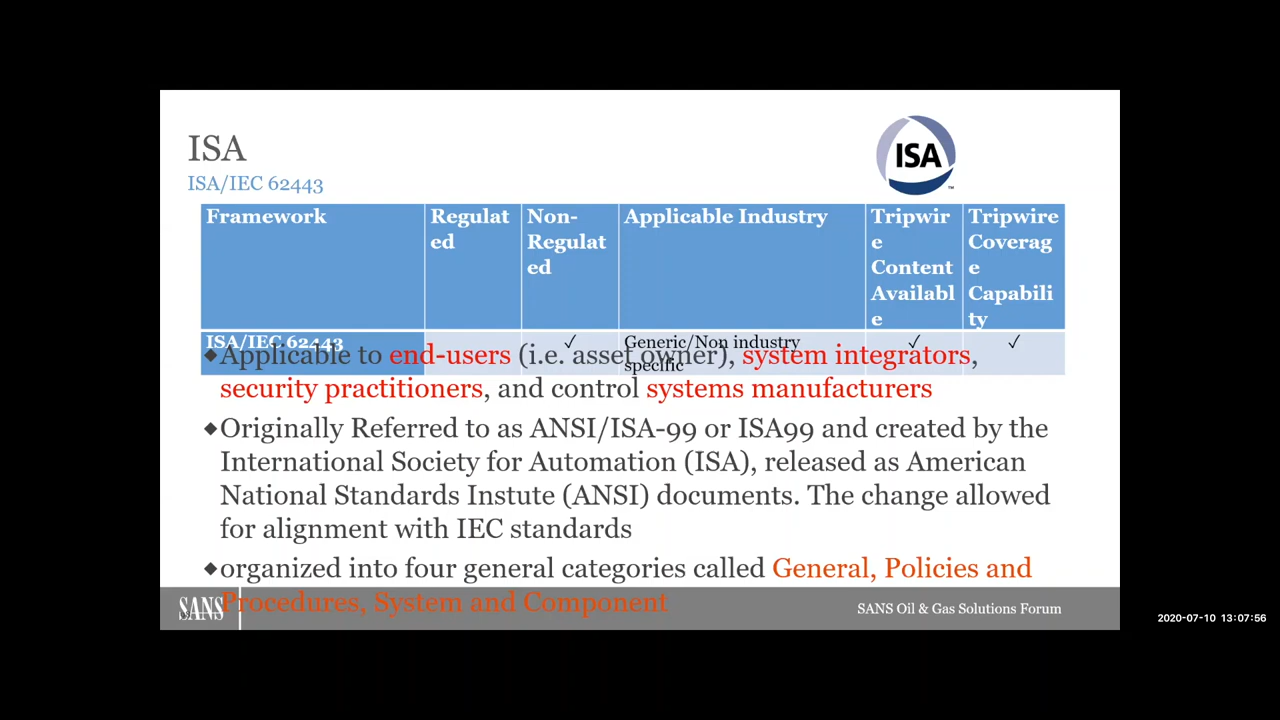 ISA
ISA/IEC 62443
ISA
™
Framework
Regulat
ed
Non-
Regulat
ed
Applicable Industry
Tripwir
e
Content
Availabl
e
Tripwire
Coverag
e
Capabili
ty
ISA/IEC 62443
✓
Generic/Non industry
specific
✓
✓
◆Applicable to end-users (i.e. asset owner), system integrators,
security practitioners, and control systems manufacturers
◆Originally Referred to as ANSI/ISA-99 or ISA99 and created by the
International Society for Automation (ISA), released as American
National Standards Instute (ANSI) documents. The change allowed
for alignment with IEC standards
◆organized into four general categories called General, Policies and
Procedures, System and Component
SANS
SANS Oil & Gas Solutions Forum
2020-07-10 13:07:56